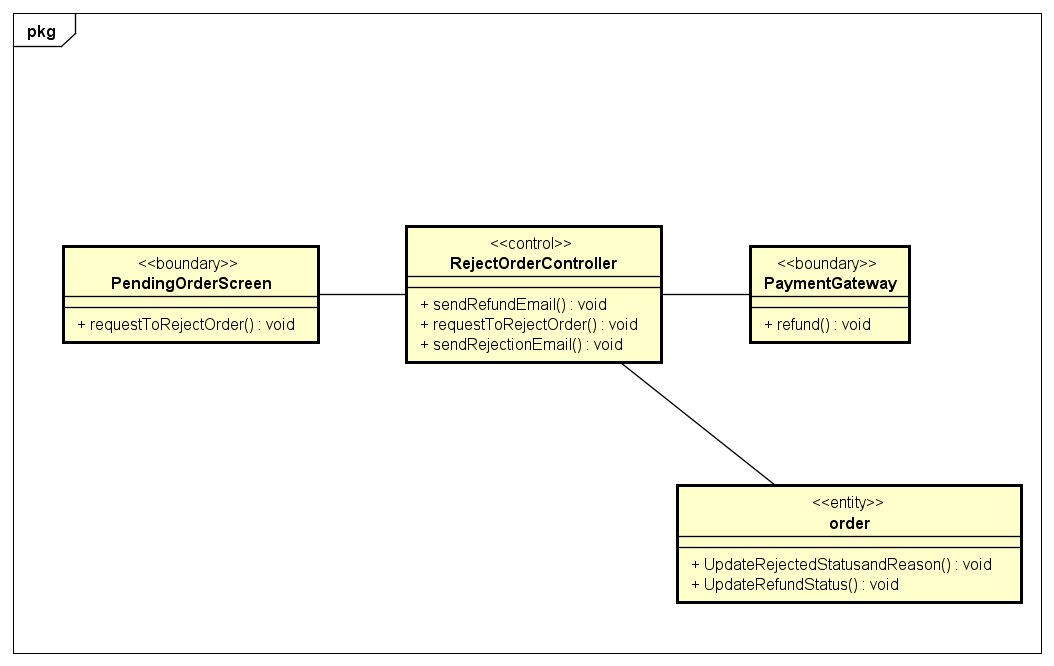 pkg
<<boundary>>
PendingOrderScreen
+ requestToRejectOrder() : void
<<control>>
RejectOrderController
+ sendRefundEmail() : void
+ requestToRejectOrder() : void
+ sendRejectionEmail() : void
<<boundary>>
PaymentGateway
+ refund() : void
<<entity>>
order
+ UpdateRejectedStatusandReason() : void
+ UpdateRefundStatus() : void